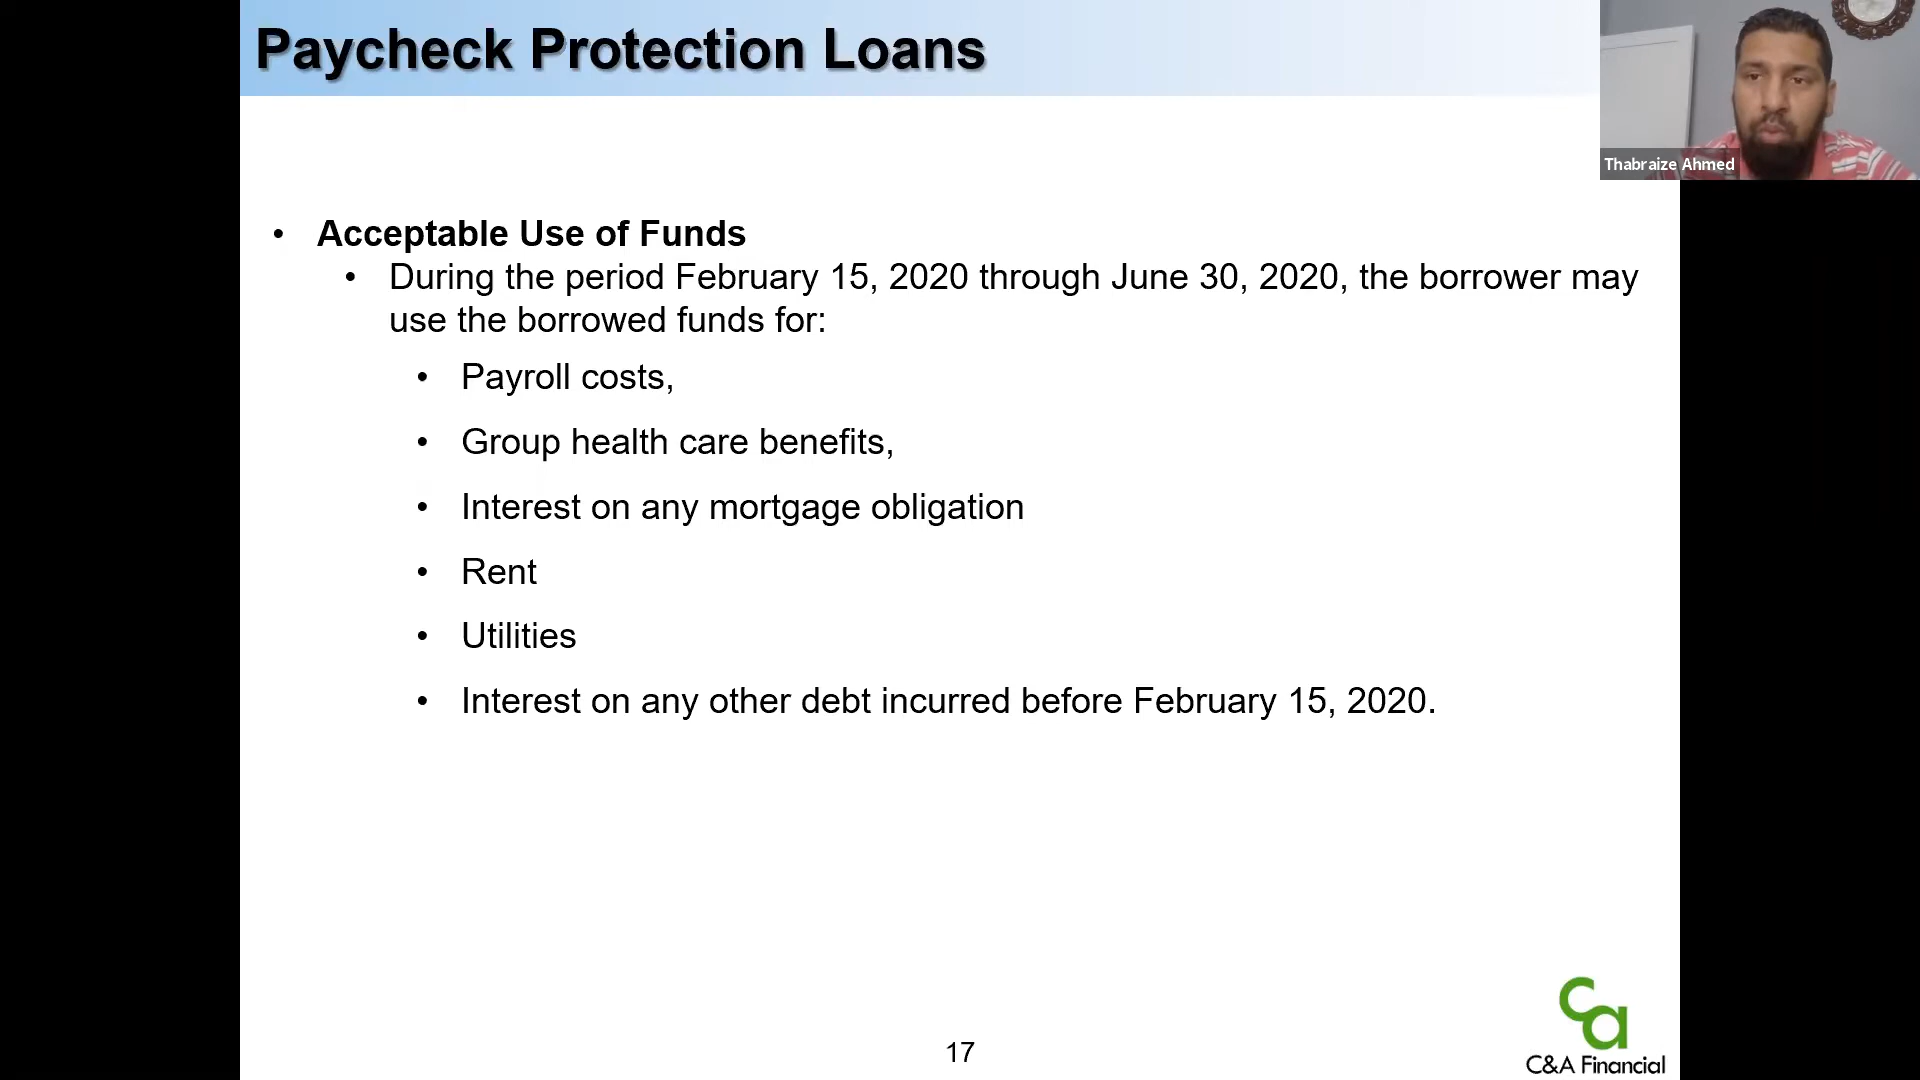 Paycheck Protection Loans
Thabraize Ahmed
• Acceptable Use of Funds
• During the period February 15, 2020 through June 30, 2020, the borrower may
use the borrowed funds for:
• Payroll costs,
• Group health care benefits,
• Interest on any mortgage obligation
• Rent
• Utilities
• Interest on any other debt incurred before February 15, 2020.
17
ca
C&A Financial